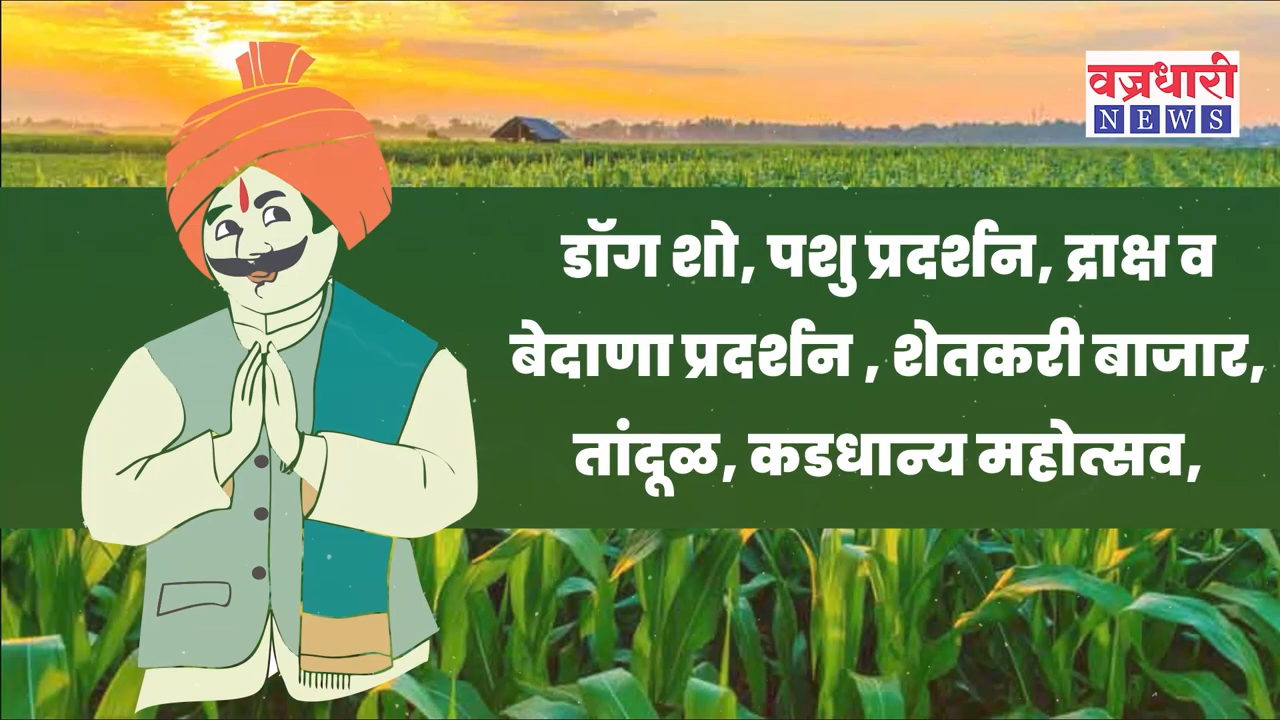 वज्रधारी
NEWS
डॉग शो, पशु प्रदर्शन, द्राक्ष व
बेदाणा प्रदर्शन , शेतकरी बाजार,
तांदूळ, कडधान्य महोत्सव,